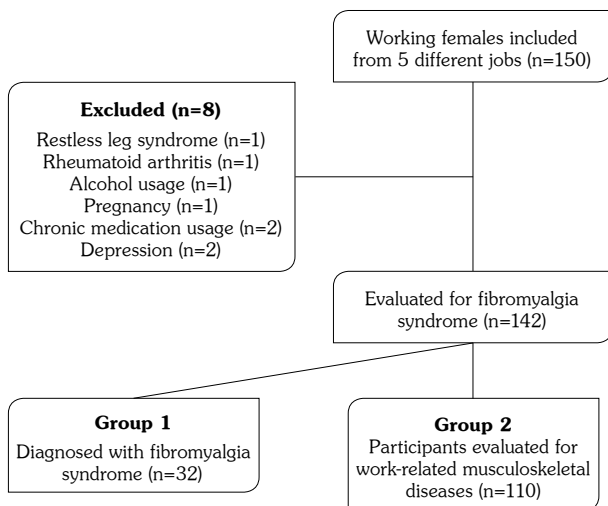 Working females included
from 5 different jobs (n=150)
Excluded (n=8)
Restless leg syndrome (n=1)
Rheumatoid arthritis (n=1)
Alcohol usage (n=1)
Pregnancy (n=1)
Chronic medication usage (n=2)
Depression (n=2)
Evaluated for fibromyalgia
syndrome (n=142)
Group 1
Diagnosed with fibromyalgia
syndrome (n=32)
Group 2
Participants evaluated for
work-related musculoskeletal
diseases (n=110)